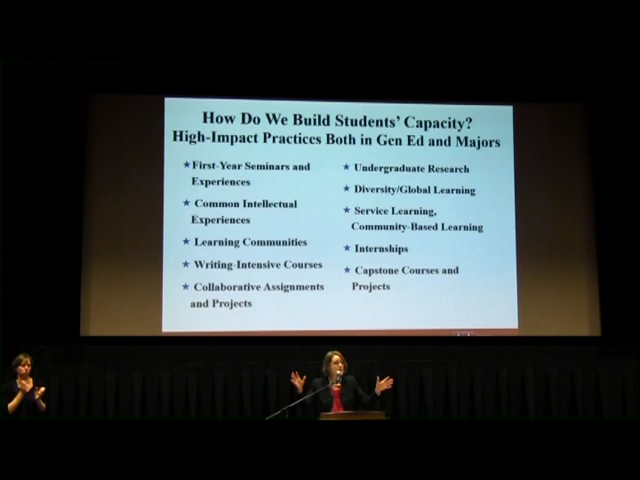 How Do We Build Students' Capacity?
High-Impact Practices Both in Gen Ed and Majors
★ First-Year Seminars and
Experiences
★ Common Intellectual
Experiences
★ Learning Communities
★ Writing-Intensive Courses
★ Collaborative Assignments
and Projects
★ Undergraduate Research
★ Diversity/Global Learning
★ Service Learning,
Community-Based Learning
★ Internships
★ Capstone Courses and
Projects